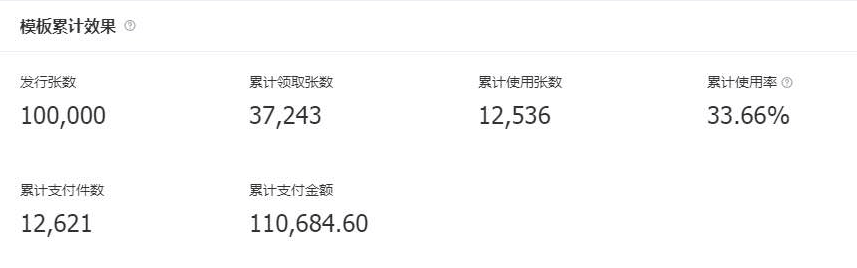 模板累计效果
发行张数 累计领取张数 累计使用张数 累计使用率
100,000 37,243 12,536 33.66%
累计支付件数 累计支付金额
12,621 110,684.60